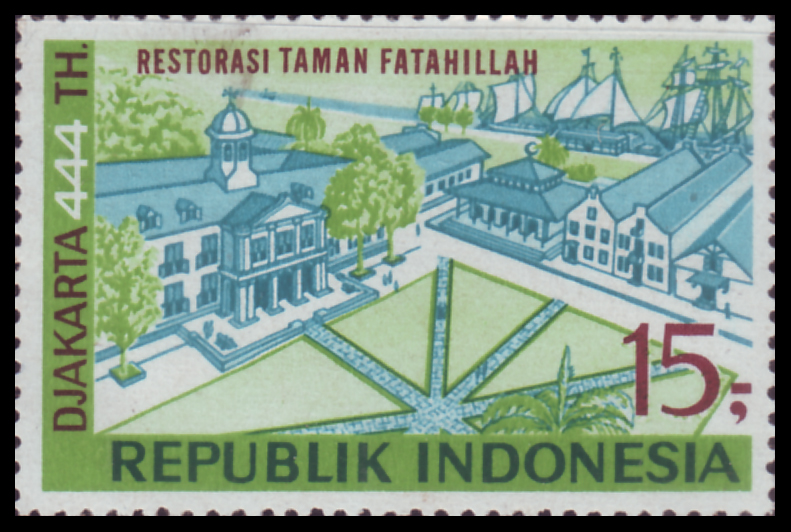 RESTORASI TAMAN FATAHILLAH
DJAKARTA 444 TH.
15,-
REPUBLIK INDONESIA